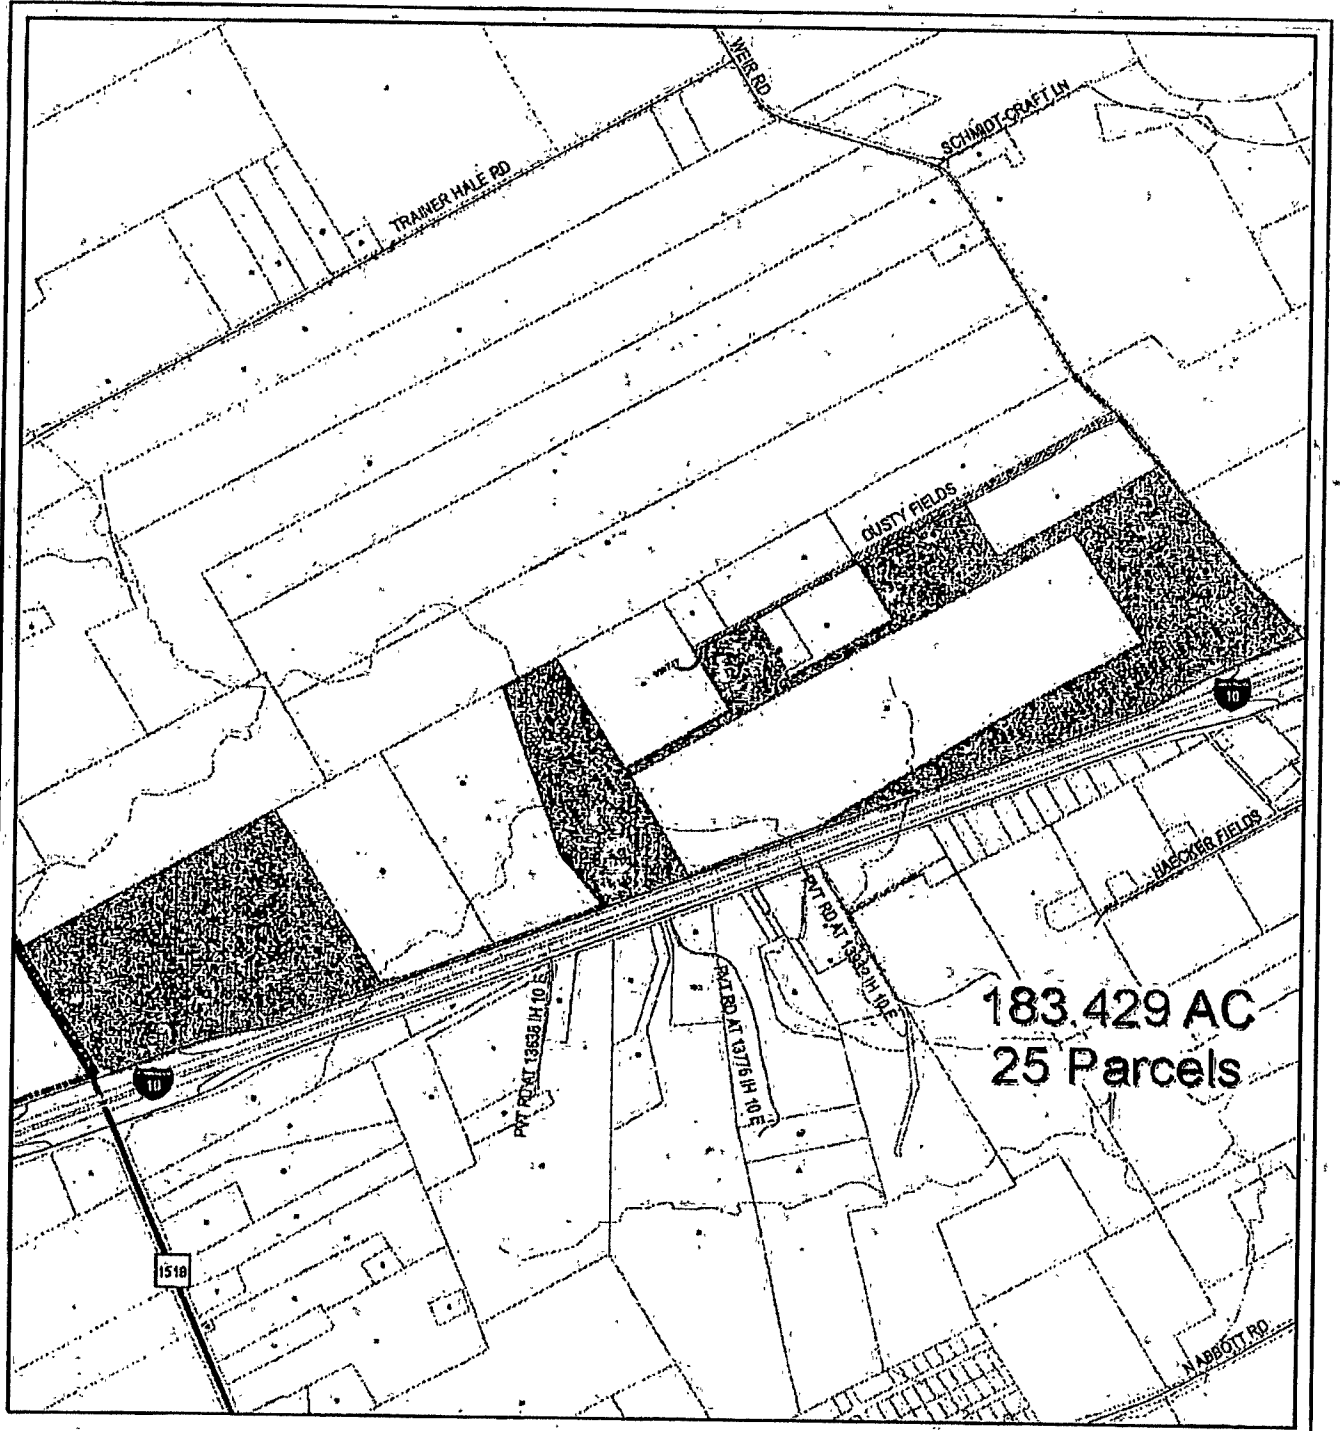 WEIR RD
SCHMIDT-CRAFT LN
TRAINER HALE RD
DUSTY FIELDS
10
HAECKER FIELDS
PVT RD AT 13638 IH 10 E
PVT RD AT 13776 IH 10 E
PVT RD AT IH 10 E
183.429 AC
25 Parcels
10
1518
N ABBOTT RD